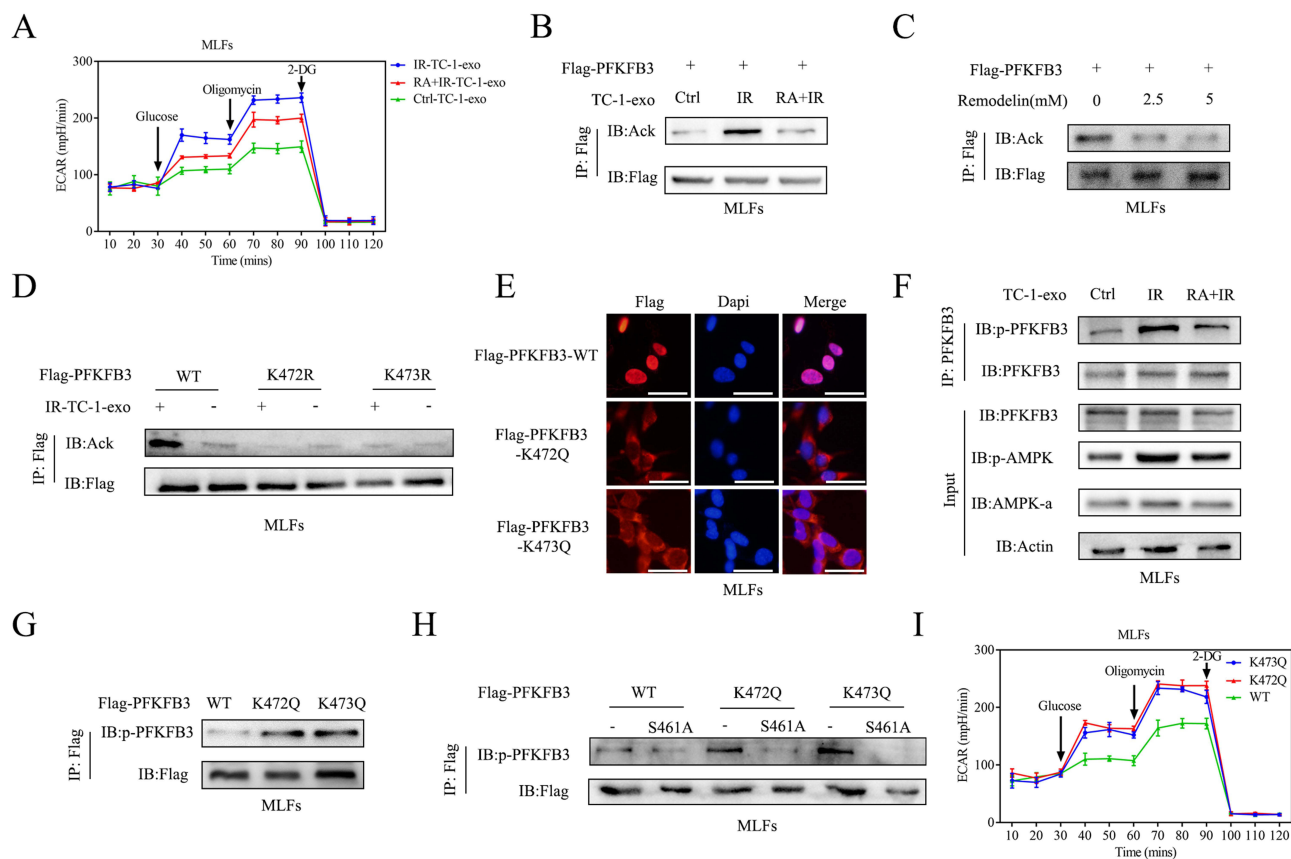 A
MLFs
IR-TC-1-exo
RA+IR-TC-1-exo
Ctrl-TC-1-exo
2-DG
Oligomycin
Glucose
ECAR (mpH/min)
300
200
100
0
10 20 30 40 50 60 70 80 90 100 110 120
Time (mins)
B
Flag-PFKFB3 + + +
TC-1-exo Ctrl IR RA+IR
IP: Flag
IB:Ack
IB:Flag
MLFs
C
Flag-PFKFB3 + + +
Remodelin(mM) 0 2.5 5
IP: Flag
IB:Ack
IB:Flag
MLFs
D
Flag-PFKFB3 WT K472R K473R
IR-TC-1-exo + - + - + -
IP: Flag
IB:Ack
IB:Flag
MLFs
E
Flag Dapi Merge
Flag-PFKFB3-WT
Flag-PFKFB3
-K472Q
Flag-PFKFB3
-K473Q
MLFs
F
TC-1-exo Ctrl IR RA+IR
IP: PFKFB3
IB:p-PFKFB3
IB:PFKFB3
Input
IB:PFKFB3
IB:p-AMPK
IB:AMPK-a
IB:Actin
MLFs
G
Flag-PFKFB3 WT K472Q K473Q
IP: Flag
IB:p-PFKFB3
IB:Flag
MLFs
H
Flag-PFKFB3 WT K472Q K473Q
- S461A - S461A - S461A
IP: Flag
IB:p-PFKFB3
IB:Flag
MLFs
I
MLFs
K473Q
K472Q
WT
2-DG
Oligomycin
Glucose
ECAR (mpH/min)
300
200
100
0
10 20 30 40 50 60 70 80 90 100 110 120
Time (mins)